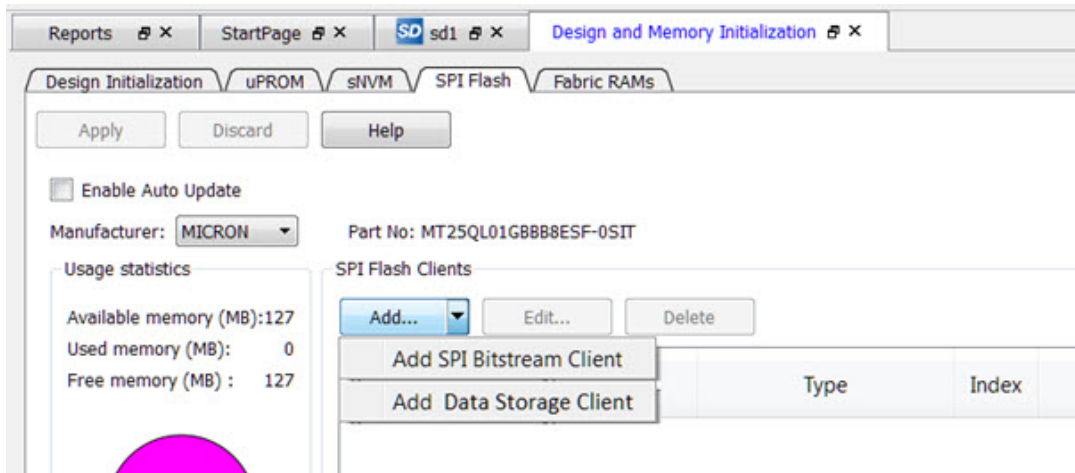 Reports StartPage SD sd1 Design and Memory Initialization
Design Initialization uPROM sNVM SPI Flash Fabric RAMs
Apply Discard Help
Enable Auto Update
Manufacturer: MICRON Part No: MT25QL01GBBB8ESF-0SIT
Usage statistics SPI Flash Clients
Available memory (MB):127 Add... Edit... Delete
Used memory (MB): 0
Add SPI Bitstream Client
Free memory (MB) : 127 Type Index
Add Data Storage Client